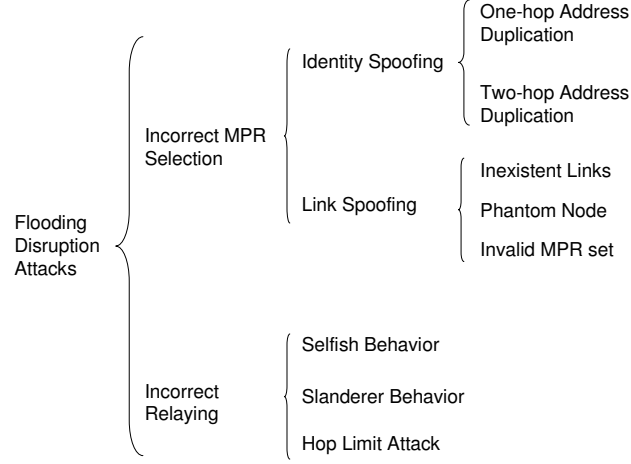 Flooding
Disruption
Attacks
Incorrect MPR
Selection
Identity Spoofing
One-hop Address
Duplication
Two-hop Address
Duplication
Link Spoofing
Inexistent Links
Phantom Node
Invalid MPR set
Incorrect
Relaying
Selfish Behavior
Slanderer Behavior
Hop Limit Attack